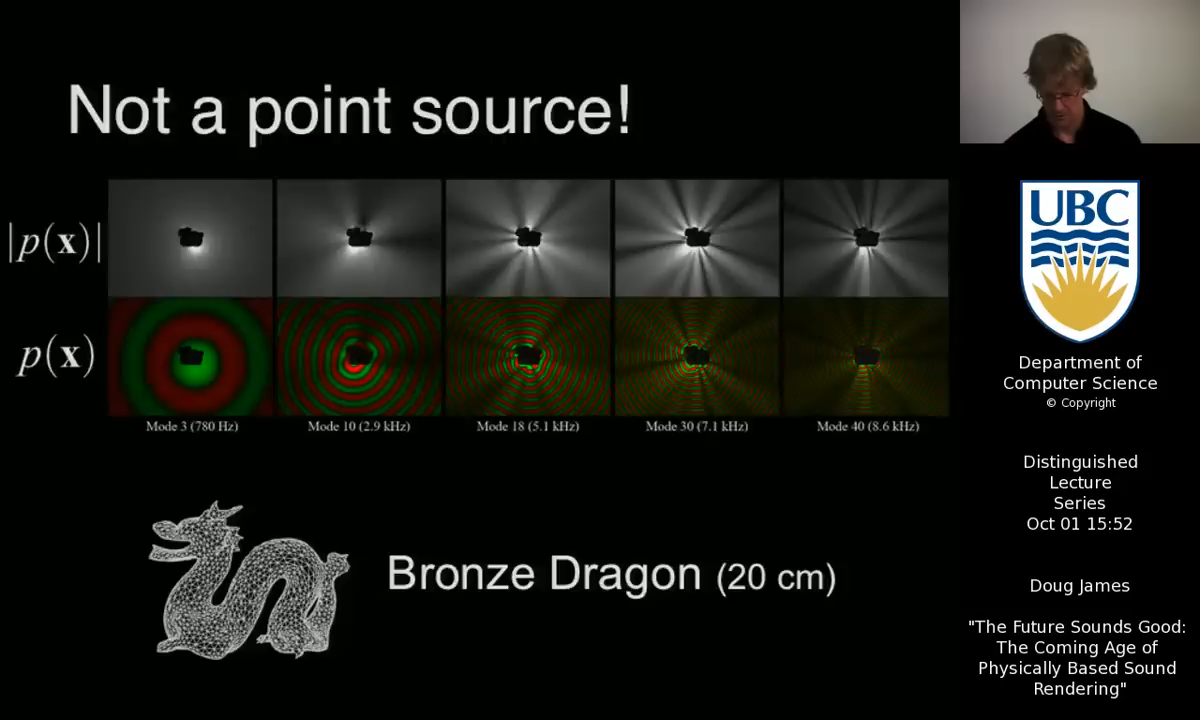 Not a point source!
|p(x)|
p(x)
Mode 3 (780 Hz)
Mode 10 (2.9 kHz)
Mode 18 (5.1 kHz)
Mode 30 (7.1 kHz)
Mode 40 (8.6 kHz)
Bronze Dragon (20 cm)
UBC
Department of
Computer Science
© Copyright
Distinguished
Lecture
Series
Oct 01 15:52
Doug James
"The Future Sounds Good:
The Coming Age of
Physically Based Sound
Rendering"